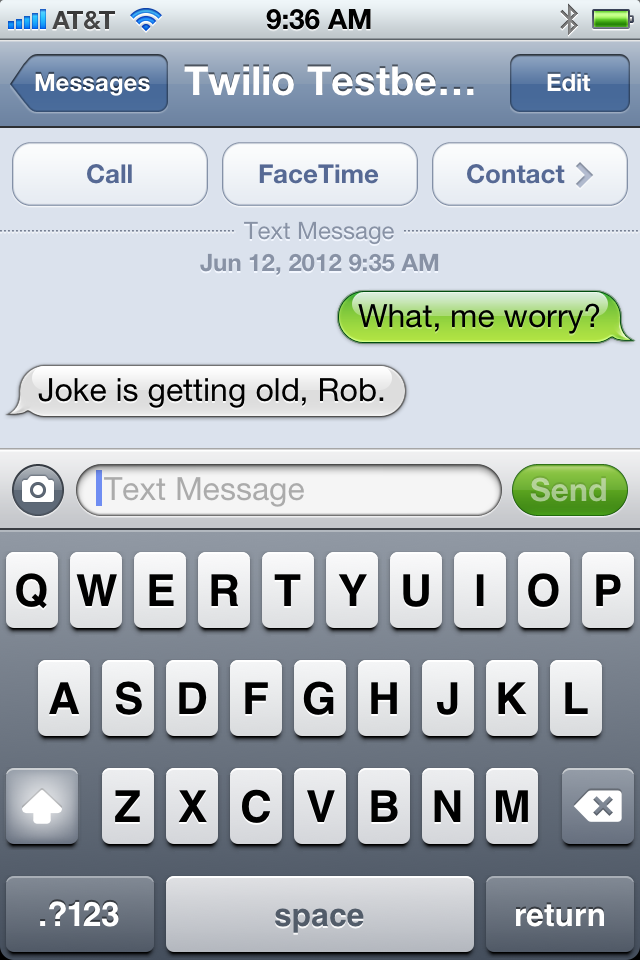 AT&T 9:36 AM
Messages Twilio Testbe... Edit
Call FaceTime Contact
Text Message
Jun 12, 2012 9:35 AM
What, me worry?
Joke is getting old, Rob.
Text Message Send
Q W E R T Y U I O P
A S D F G H J K L
Z X C V B N M
.?123 space return